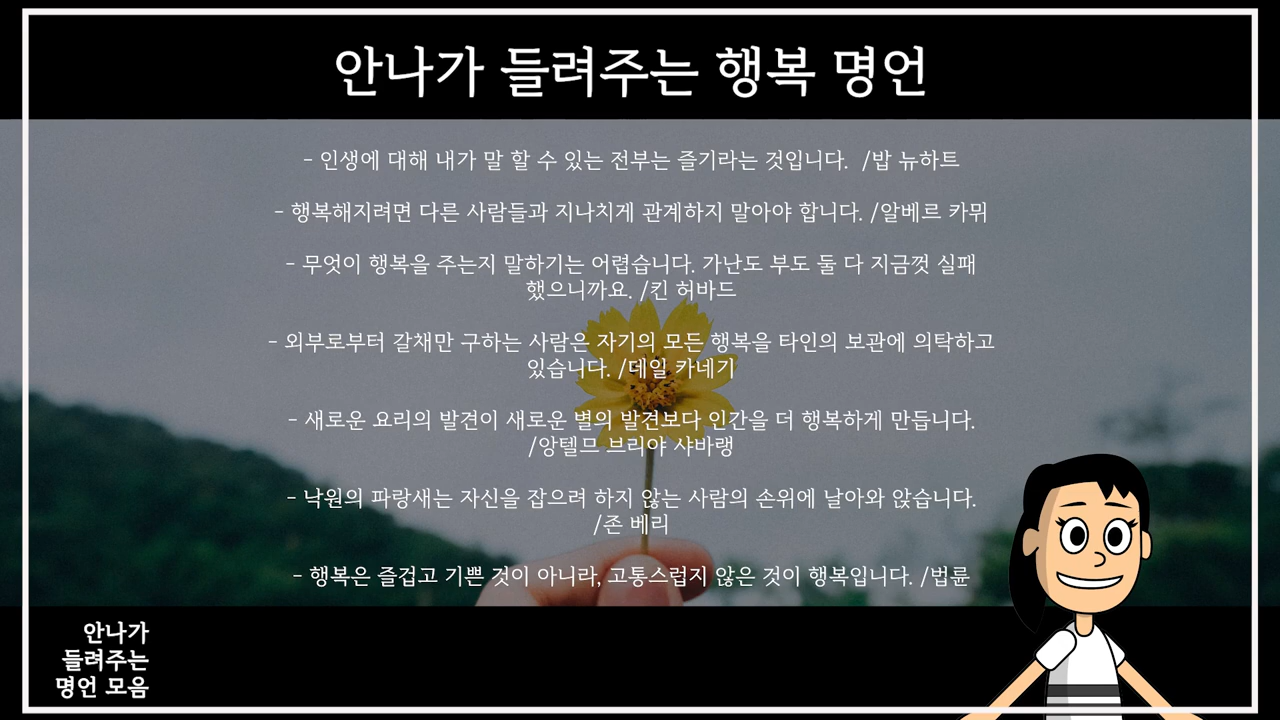 안나가 들려주는 행복 명언
- 인생에 대해 내가 말 할 수 있는 전부는 즐기라는 것입니다. /밥 뉴하트
- 행복해지려면 다른 사람들과 지나치게 관계하지 말아야 합니다. /알베르 카뮈
- 무엇이 행복을 주는지 말하기는 어렵습니다. 가난도 부도 둘 다 지금껏 실패
했으니까요. /킨 허바드
- 외부로부터 갈채만 구하는 사람은 자기의 모든 행복을 타인의 보관에 의탁하고
있습니다. /데일 카네기
- 새로운 요리의 발견이 새로운 별의 발견보다 인간을 더 행복하게 만듭니다.
/앙텔므 브리야 샤바랭
- 낙원의 파랑새는 자신을 잡으려 하지 않는 사람의 손위에 날아와 앉습니다.
/존 베리
- 행복은 즐겁고 기쁜 것이 아니라, 고통스럽지 않은 것이 행복입니다. /법륜
안나가
들려주는
명언 모음